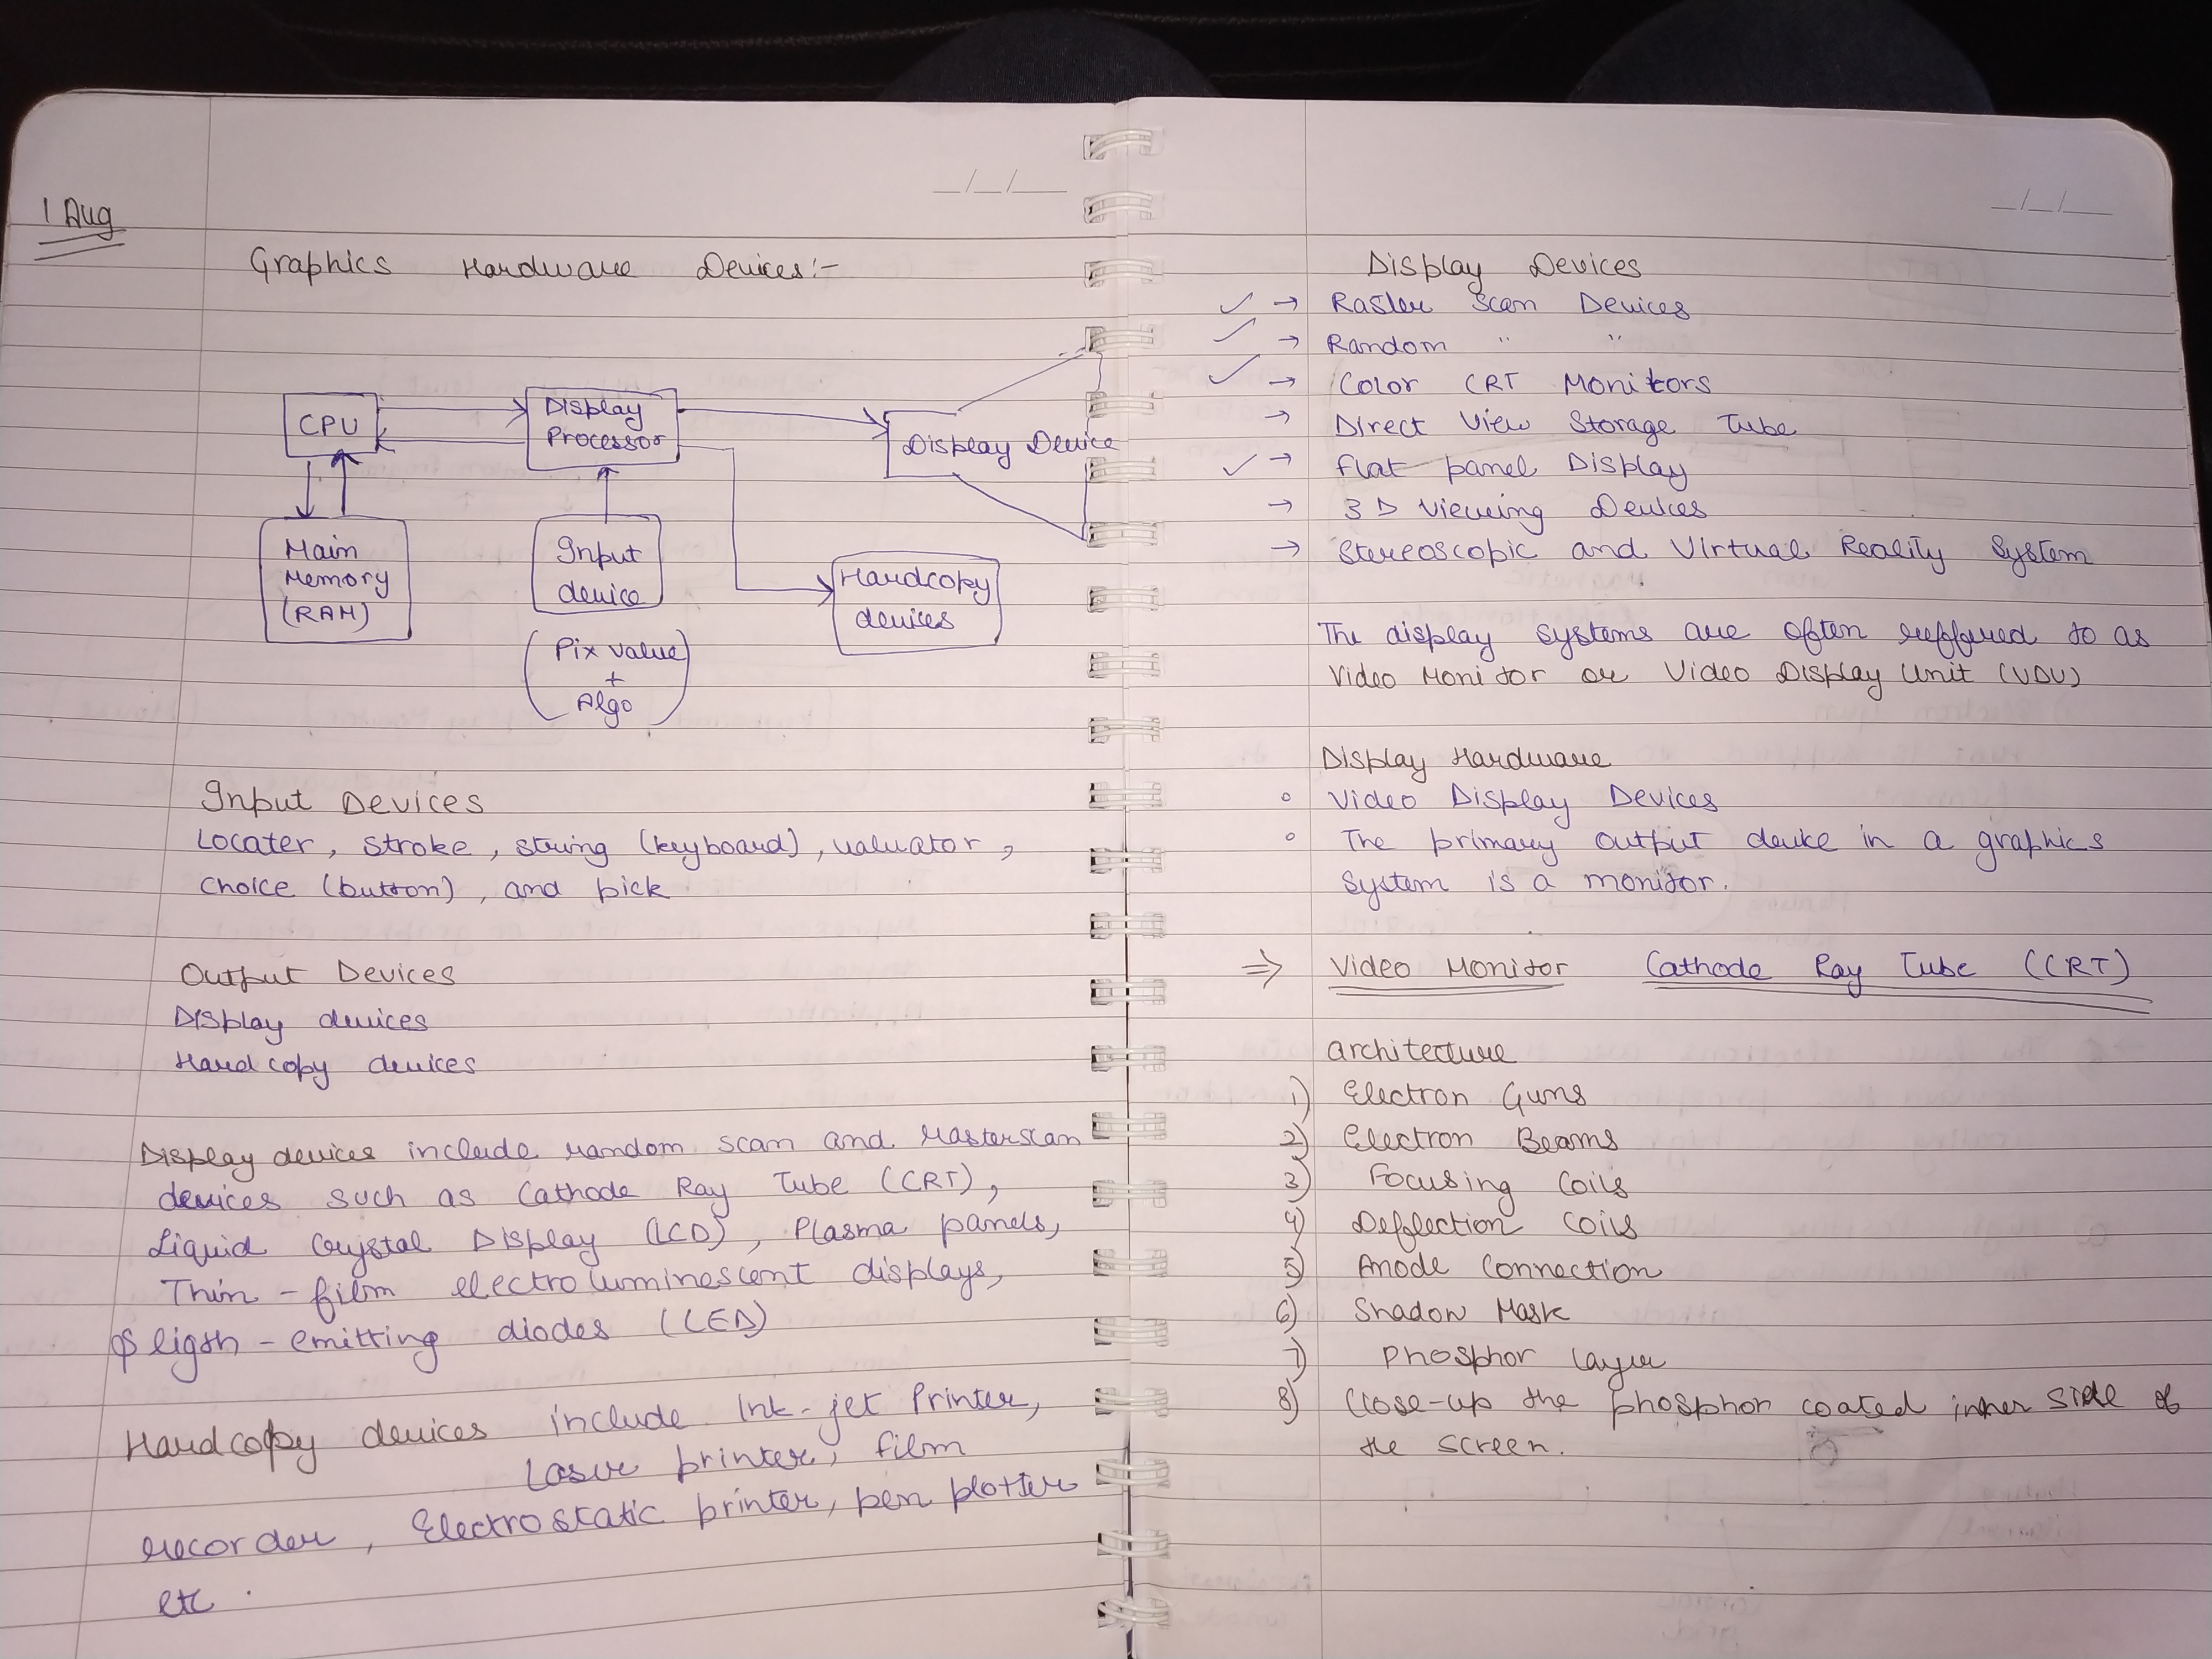 1 Aug
Graphics Hardware Devices:-
CPU
Display
Processor
Display Device
Main
Memory
(RAM)
Input
device
Hardcopy
devices
(Pix value
+
Algo)
Input Devices
Locater, stroke, string (keyboard), valuator,
choice (button), and pick
Output Devices
Display devices
Hard copy devices
Display devices include random scan and rasterscan
devices such as Cathode Ray Tube (CRT),
Liquid Crystal Display (LCD), Plasma panels,
Thin-film electroluminescent displays,
ligth-emitting diodes (LED)
Hardcopy devices include Ink-jet Printer,
Laser printer, film
recorder, Electrostatic printer, pen plotter
etc.
Display Devices
✓ → Raster Scan Devices
✓ → Random " "
✓ → Color CRT Monitors
→ Direct View Storage Tube
✓ → flat panel Display
→ 3D Viewing Devices
→ Stereoscopic and Virtual Reality System
The display systems are often reffered to as
Video Monitor or Video Display Unit (VDU)
Display Hardware
° Video Display Devices
° The primary output device in a graphics
system is a monitor.
⇒ Video Monitor Cathode Ray Tube (CRT)
architecture
1) Electron Guns
2) Electron Beams
3) Focusing Coils
4) Deflection coils
5) Anode Connection
6) Shadow Mask
7) Phosphor layer
8) Close-up the phosphor coated inner side of
the screen.